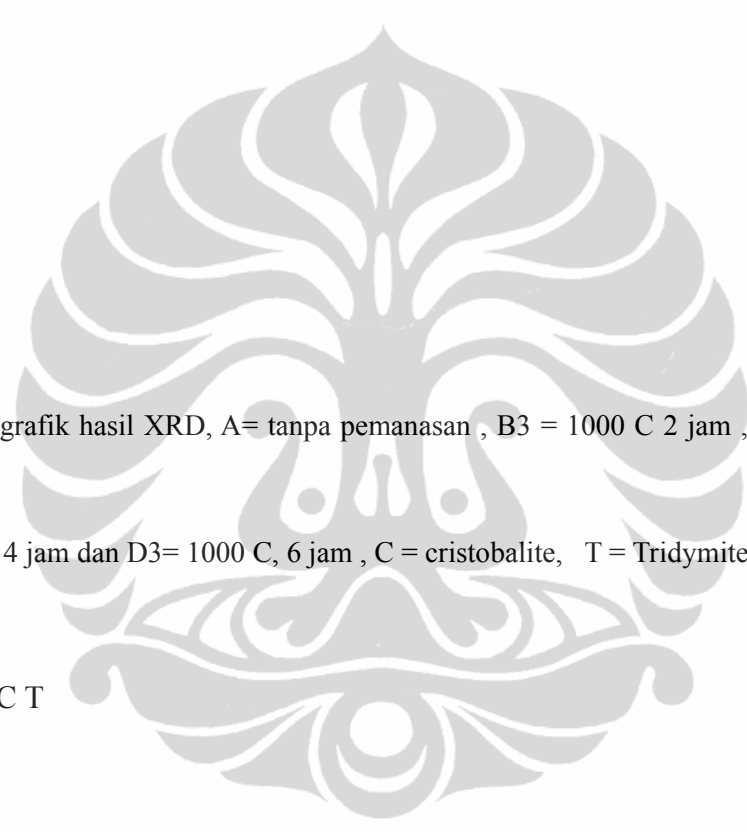 grafik hasil XRD, A= tanpa pemanasan , B3 = 1000 C 2 jam ,
4 jam dan D3= 1000 C, 6 jam , C = cristobalite, T = Tridymite
C T